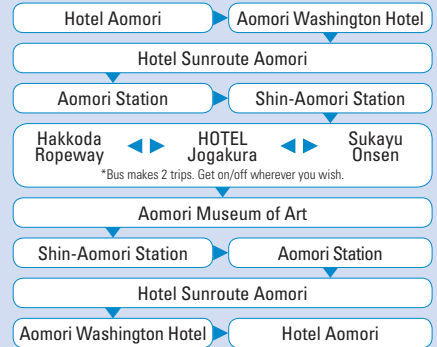 Hotel Aomori
Aomori Washington Hotel
Hotel Sunroute Aomori
Aomori Station
Shin-Aomori Station
Hakkoda
Ropeway
HOTEL
Jogakura
Sukayu
Onsen
*Bus makes 2 trips. Get on/off wherever you wish.
Aomori Museum of Art
Shin-Aomori Station
Aomori Station
Hotel Sunroute Aomori
Aomori Washington Hotel
Hotel Aomori